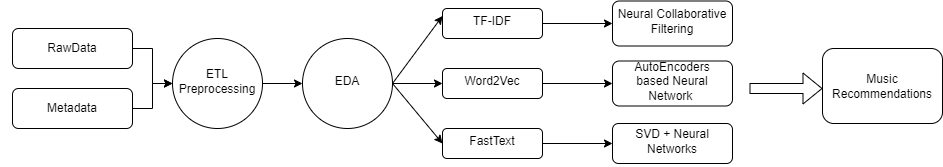 RawData
Metadata
ETL
Preprocessing
EDA
TF-IDF
Word2Vec
FastText
Neural Collaborative
Filtering
AutoEncoders
based Neural
Network
SVD + Neural
Networks
Music
Recommendations